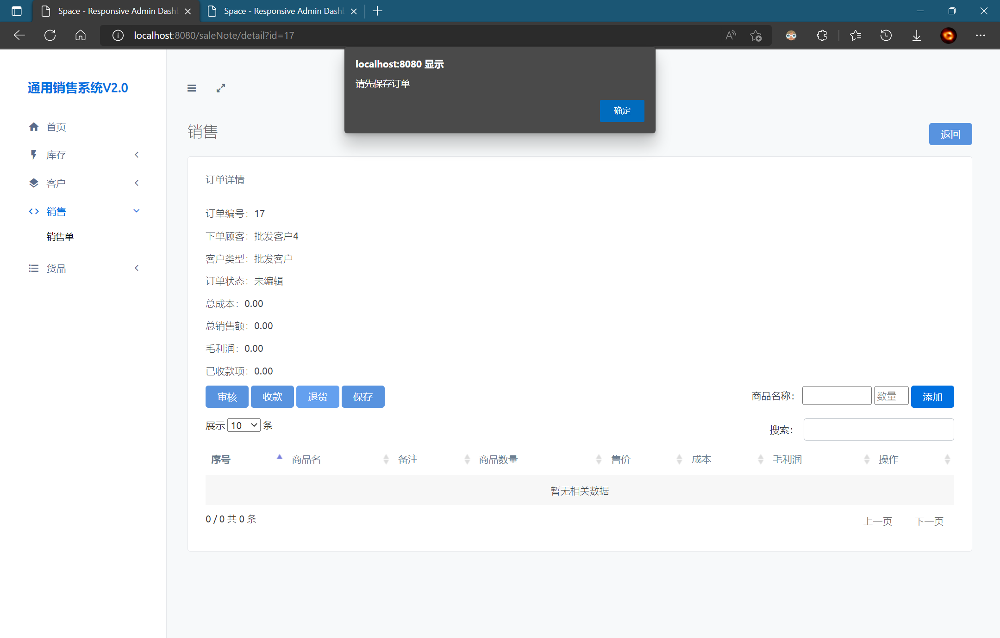 Space - Responsive Admin Dash
Space - Responsive Admin Dash
localhost:8080/saleNote/detail?id=17
localhost:8080 显示
请先保存订单
确定
通用销售系统V2.0
首页
库存
客户
销售
销售单
货品
销售
返回
订单详情
订单编号：17
下单顾客：批发客户4
客户类型：批发客户
订单状态：未编辑
总成本：0.00
总销售额：0.00
毛利润：0.00
已收款项：0.00
审核 收款 退货 保存 商品名称： 数量 添加
展示 10 条 搜索：
序号 商品名 备注 商品数量 售价 成本 毛利润 操作
暂无相关数据
0 / 0 共 0 条 上一页 下一页